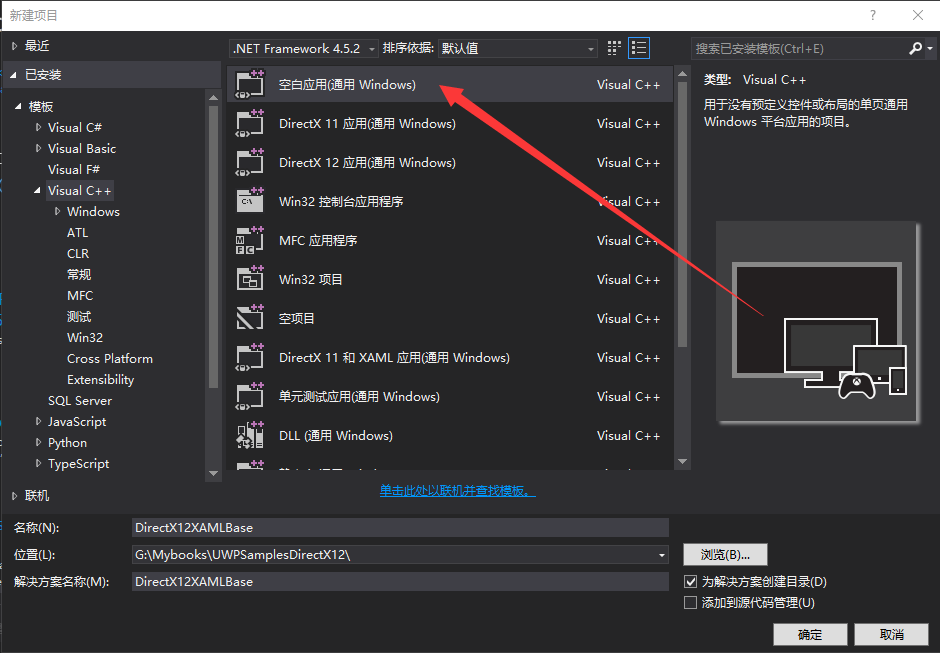 新建项目
最近
.NET Framework 4.5.2 排序依据: 默认值
搜索已安装模板(Ctrl+E)
已安装
模板
Visual C#
Visual Basic
Visual F#
Visual C++
Windows
ATL
CLR
常规
MFC
测试
Win32
Cross Platform
Extensibility
SQL Server
JavaScript
Python
TypeScript
联机
空白应用(通用 Windows) Visual C++
DirectX 11 应用(通用 Windows) Visual C++
DirectX 12 应用(通用 Windows) Visual C++
Win32 控制台应用程序 Visual C++
MFC 应用程序 Visual C++
Win32 项目 Visual C++
空项目 Visual C++
DirectX 11 和 XAML 应用(通用 Windows) Visual C++
单元测试应用(通用 Windows) Visual C++
DLL (通用 Windows) Visual C++
单击此处以联机并查找模板。
类型: Visual C++
用于没有预定义控件或布局的单页通用
Windows 平台应用的项目。
名称(N): DirectX12XAMLBase
位置(L): G:\Mybooks\UWPSamplesDirectX12\ 浏览(B)...
解决方案名称(M): DirectX12XAMLBase
为解决方案创建目录(D)
添加到源代码管理(U)
确定 取消